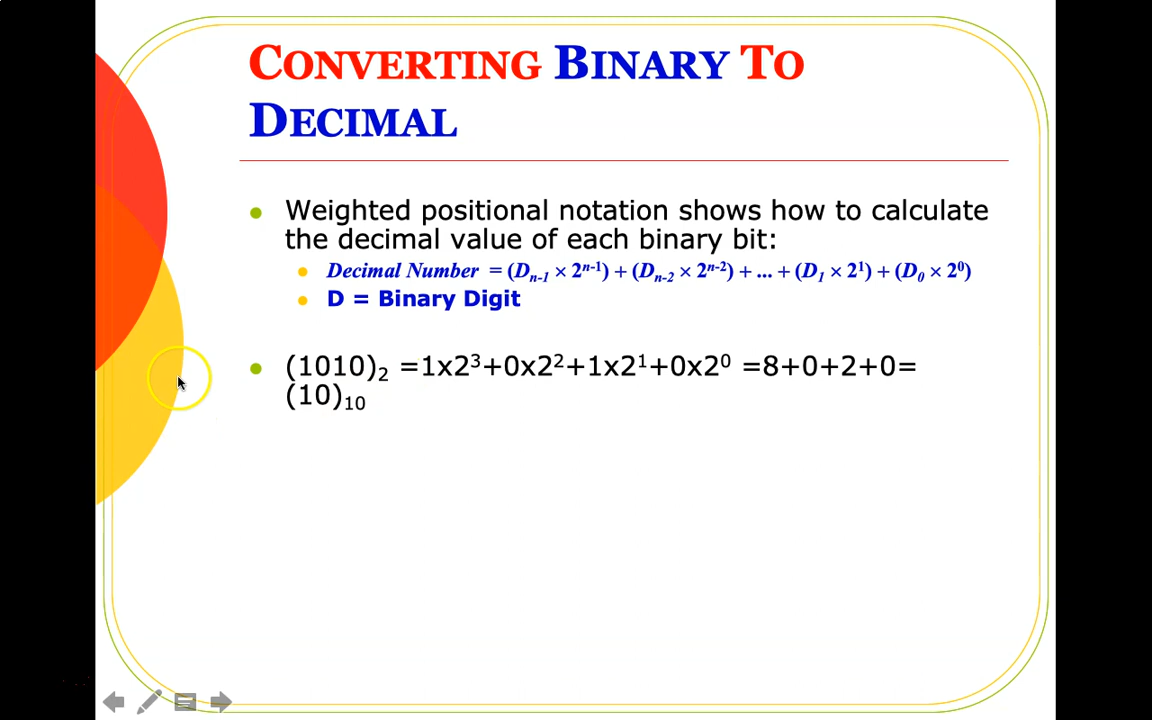 CONVERTING BINARY TO
DECIMAL
Weighted positional notation shows how to calculate
the decimal value of each binary bit:
Decimal Number = (Dₙ₋₁ × 2ⁿ⁻¹) + (Dₙ₋₂ × 2ⁿ⁻²) + ... + (D₁ × 2¹) + (D₀ × 2⁰)
D = Binary Digit
(1010)₂ =1x2³+0x2²+1x2¹+0x2⁰ =8+0+2+0=
(10)₁₀